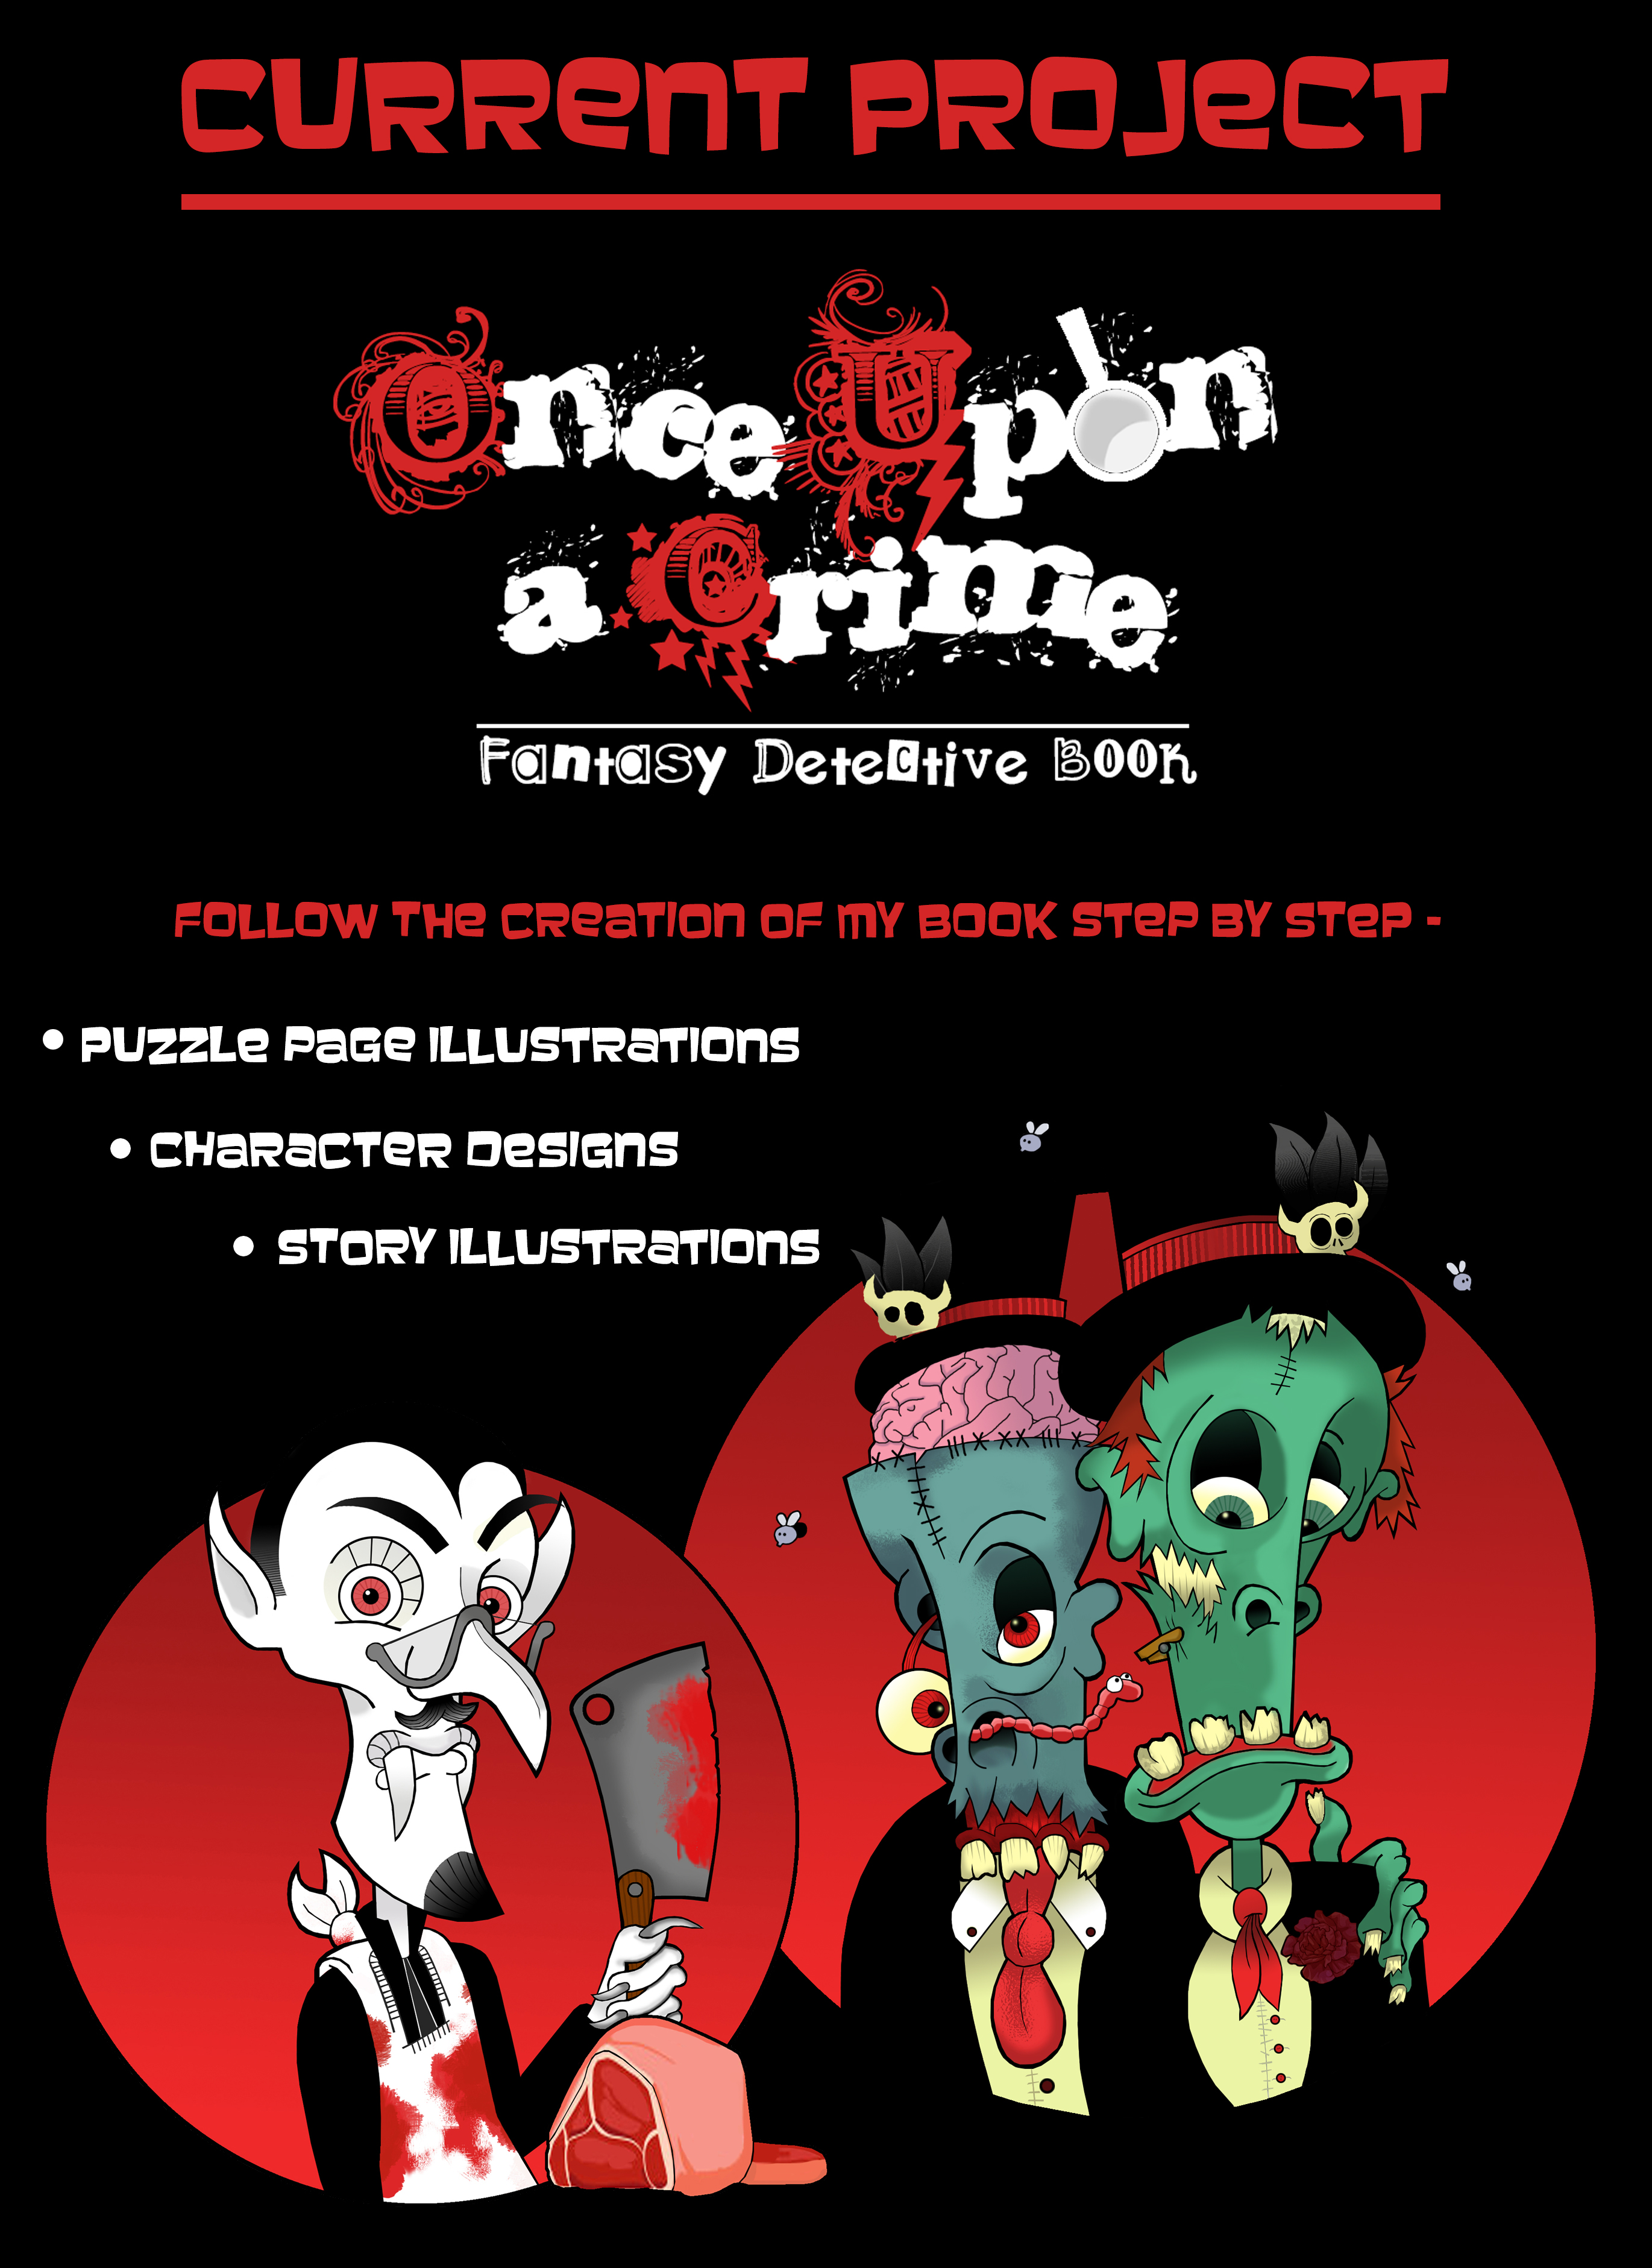 CURRENT PROJECT
Once Upon
a Crime
Fantasy Detective Book
FOLLOW THE CREATION OF MY BOOK STEP BY STEP -
• PUZZLE PAGE ILLUSTRATIONS
• CHARACTER DESIGNS
• STORY ILLUSTRATIONS